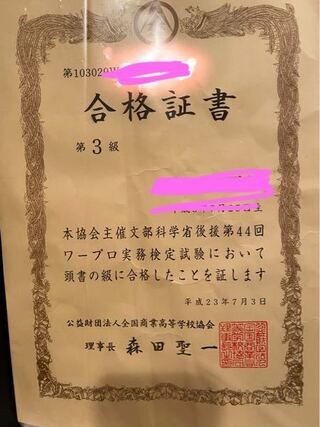 第103029
合格証書
第3級
本協会主催文部科学省後援第44回
ワープロ実務検定試験において
頭書の級に合格したことを証します
平成23年7月3日
公益財団法人全国商業高等学校協会
理事長 森田聖一